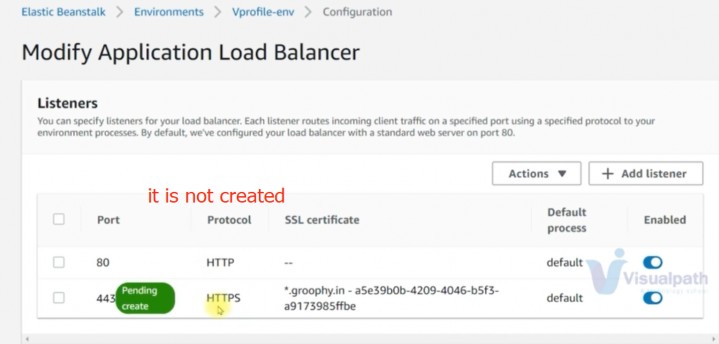 Elastic Beanstalk > Environments > Vprofile-env > Configuration
Modify Application Load Balancer
Listeners
You can specify listeners for your load balancer. Each listener routes incoming client traffic on a specified port using a specified protocol to your
environment processes. By default, we've configured your load balancer with a standard web server on port 80.
Actions ▼ + Add listener
it is not created
Port Protocol SSL certificate Default process Enabled
80 HTTP -- default
443 Pending create HTTPS *.groophy.in - a5e39b0b-4209-4046-b5f3-
a9173985ffbe default
Visualpath